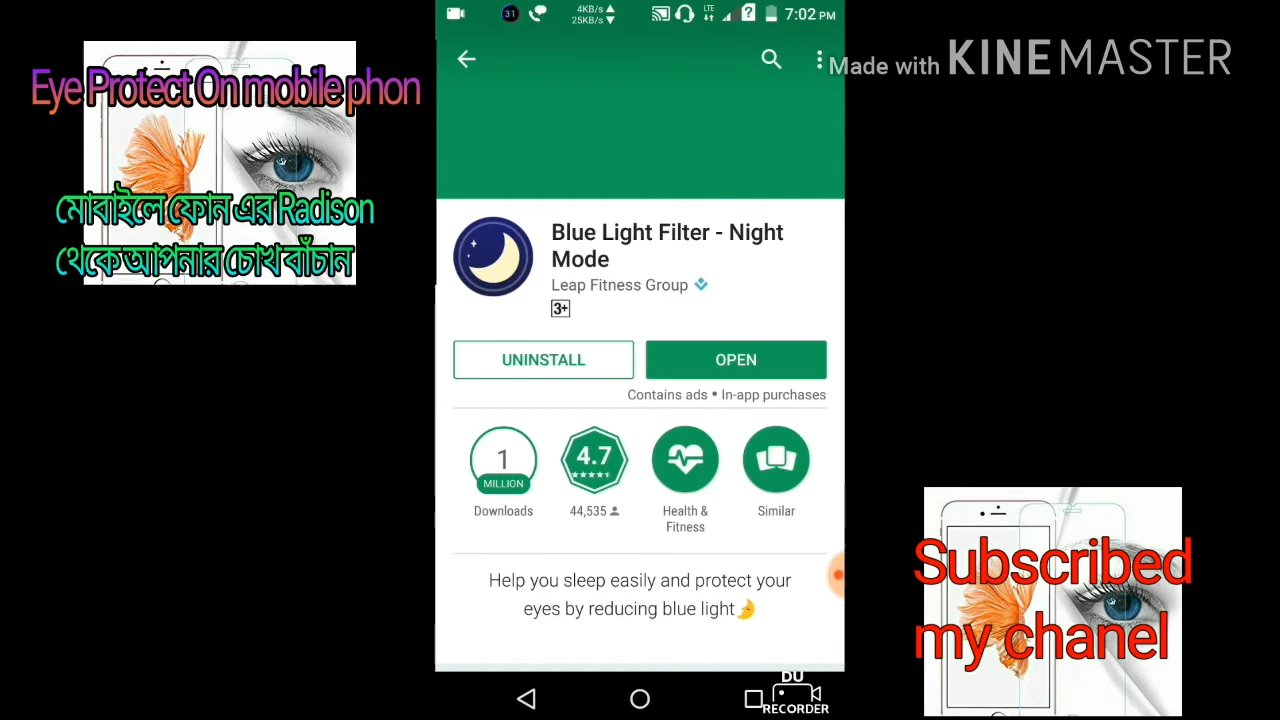 4KB/s
25KB/s
31
LTE
7:02 PM
Made with KINEMASTER
Eye Protect On mobile phon
মোবাইলে ফোন এর Radison
থেকে আপনার চোখ বাঁচান
Blue Light Filter - Night
Mode
Leap Fitness Group
3+
UNINSTALL
OPEN
Contains ads • In-app purchases
1
MILLION
Downloads
4.7
44,535
Health &
Fitness
Similar
Help you sleep easily and protect your
eyes by reducing blue light
Subscribed
my chanel
DU
RECORDER